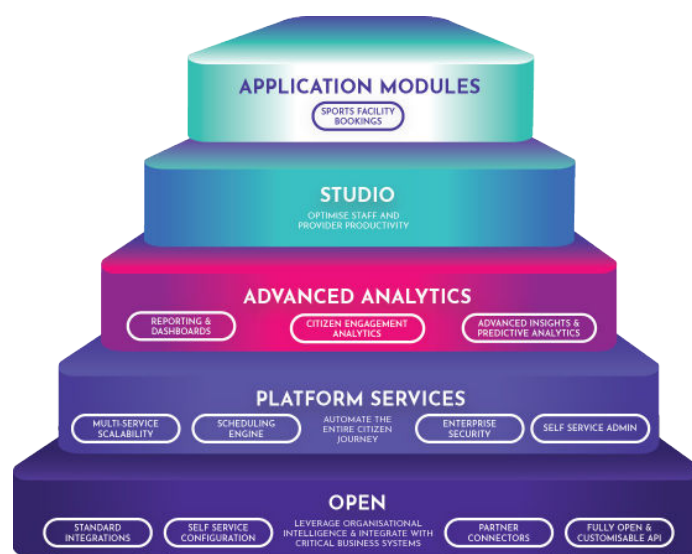 APPLICATION MODULES
SPORTS FACILITY
BOOKINGS
STUDIO
OPTIMISE STAFF AND
PROVIDER PRODUCTIVITY
ADVANCED ANALYTICS
REPORTING &
DASHBOARDS
CITIZEN ENGAGEMENT
ANALYTICS
ADVANCED INSIGHTS &
PREDICTIVE ANALYTICS
PLATFORM SERVICES
MULTI-SERVICE
SCALABILITY
SCHEDULING
ENGINE
AUTOMATE THE
ENTIRE CITIZEN
JOURNEY
ENTERPRISE
SECURITY
SELF SERVICE ADMIN
OPEN
STANDARD
INTEGRATIONS
SELF SERVICE
CONFIGURATION
LEVERAGE ORGANISATIONAL
INTELLIGENCE & INTEGRATE WITH
CRITICAL BUSINESS SYSTEMS
PARTNER
CONNECTORS
FULLY OPEN &
CUSTOMISABLE API